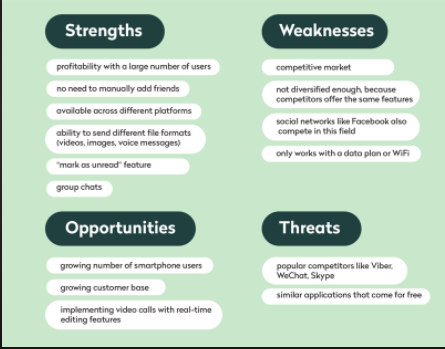 Strengths
profitability with a large number of users
no need to manually add friends
available across different platforms
ability to send different file formats
(videos, images, voice messages)
"mark as unread" feature
group chats
Weaknesses
competitive market
not diversified enough, because
competitors offer the same features
social networks like Facebook also
compete in this field
only works with a data plan or WiFi
Opportunities
growing number of smartphone users
growing customer base
implementing video calls with real-time
editing features
Threats
popular competitors like Viber,
WeChat, Skype
similar applications that come for free